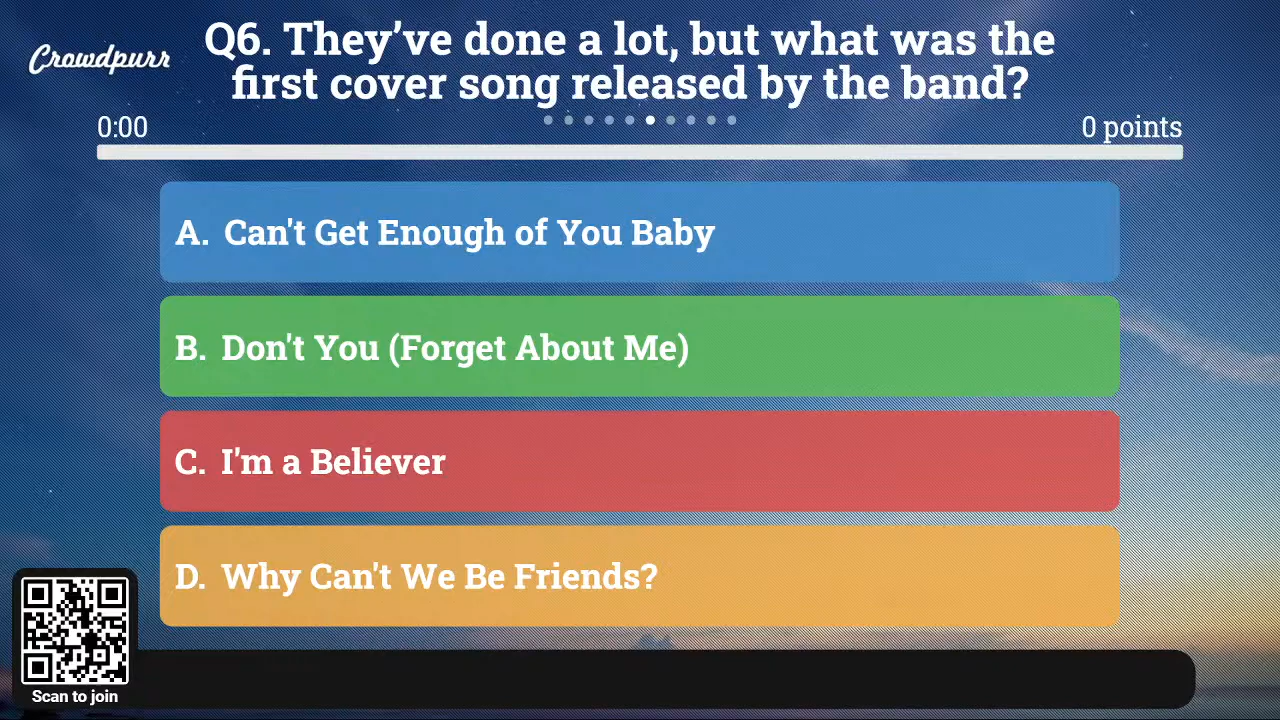 Crowdpurr
Q6. They’ve done a lot, but what was the
first cover song released by the band?
0:00
0 points
A. Can't Get Enough of You Baby
B. Don't You (Forget About Me)
C. I'm a Believer
D. Why Can't We Be Friends?
Scan to join